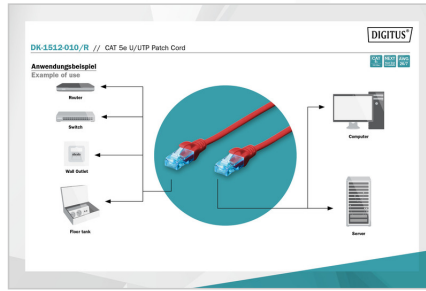 DIGITUS®
DK-1512-010/R // CAT 5e U/UTP Patch Cord
Anwendungsbeispiel
Example of use
Router
Switch
Wall Outlet
Floor tank
Computer
Server